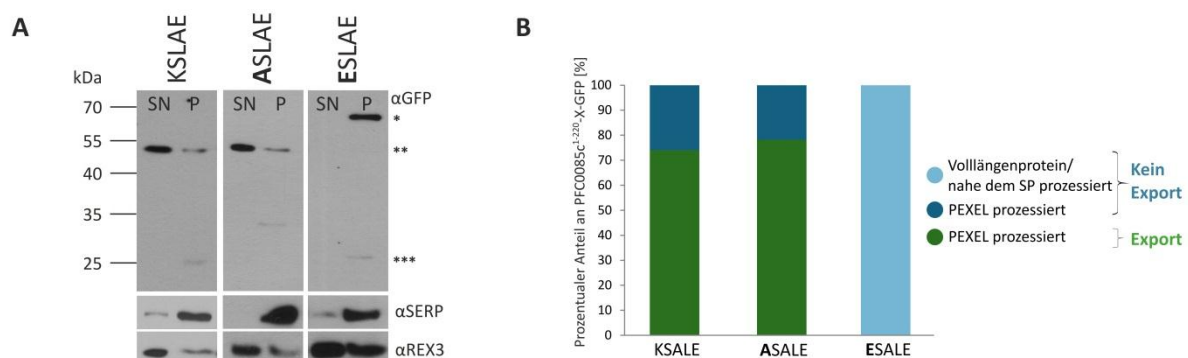 A
KSLAE
ASLAE
ESLAE
kDa
SN P SN P SN P αGFP
70
*
55
**
40
35
25
***
αSERP
αREX3
B
Prozentualer Anteil an PFC0085c1-220-X-GFP [%]
100
90
80
70
60
50
40
30
20
10
0
KSALE ASALE ESALE
Volllängenprotein/
nahe dem SP prozessiert
PEXEL prozessiert
Kein
Export
PEXEL prozessiert
Export